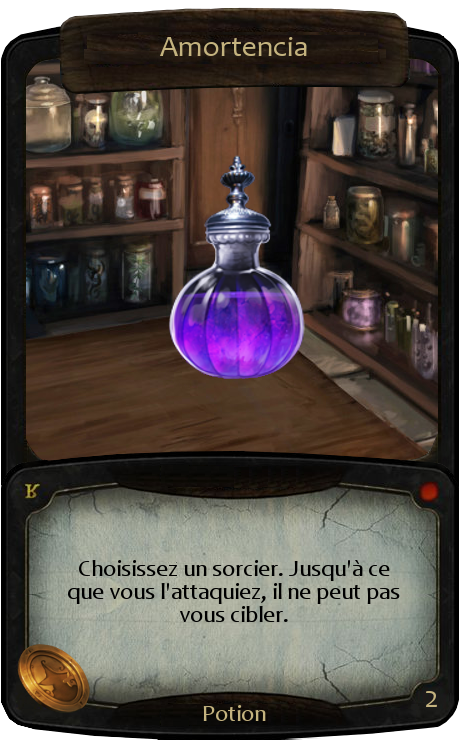 Amortencia
Choisissez un sorcier. Jusqu'à ce
que vous l'attaquiez, il ne peut pas
vous cibler.
2
Potion